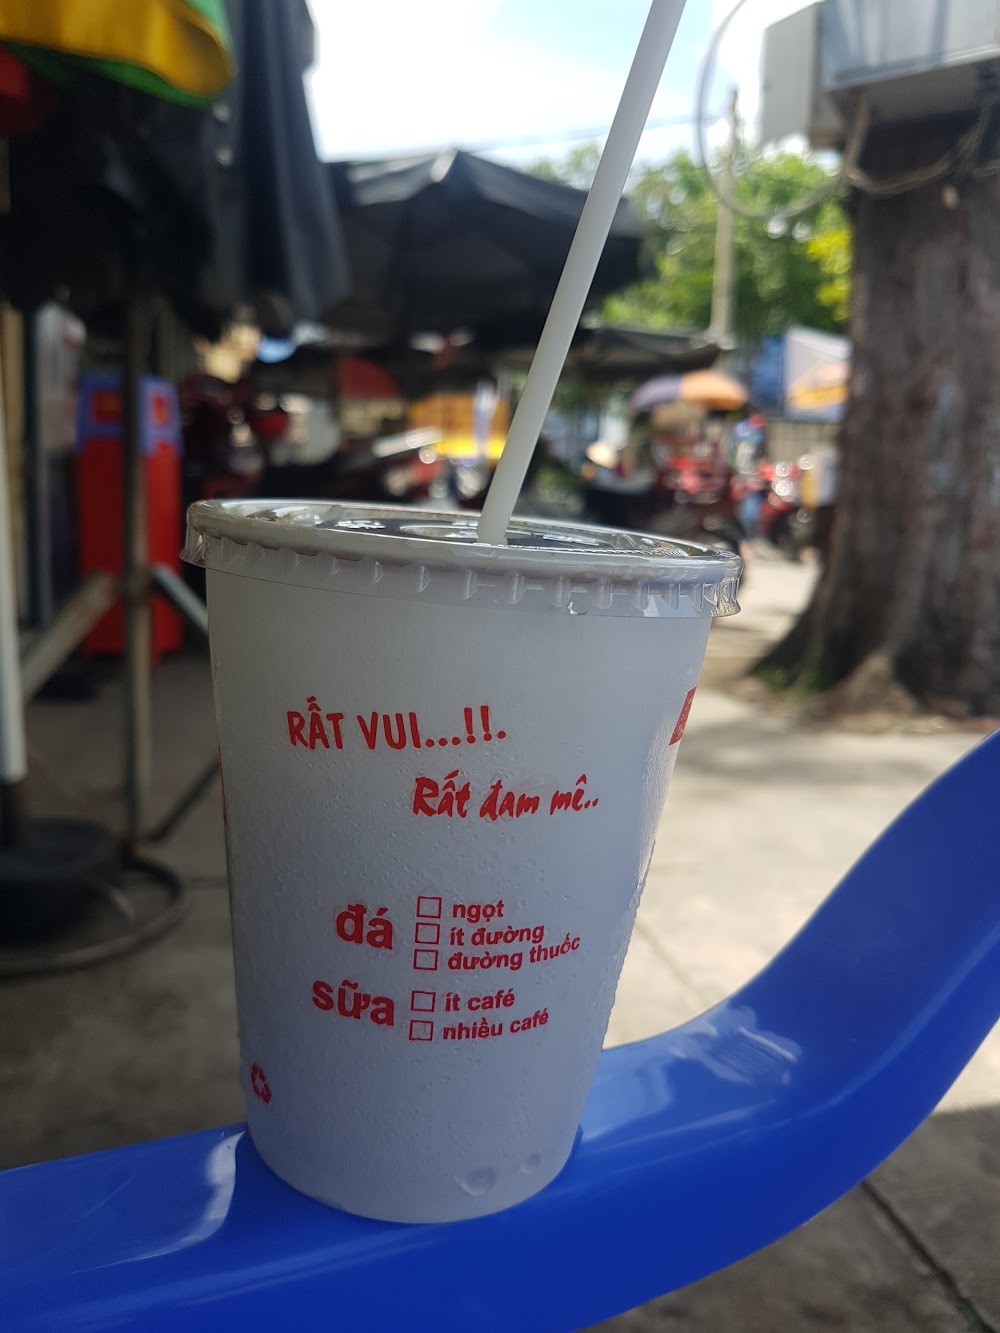 RẤT VUI...!!.
Rất đam mê..
đá
ngọt
ít đường
đường thuốc
sữa
ít café
nhiều café